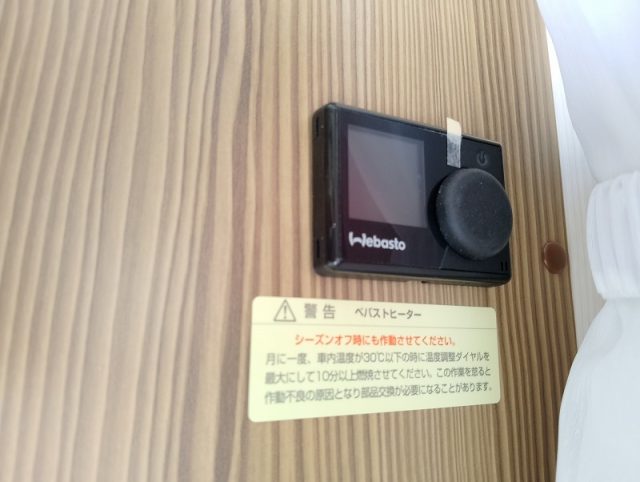 Webasto
警告 ベバストヒーター
シーズンオフ時にも作動させてください。
月に一度、車内温度が30℃以下の時に温度調整ダイヤルを
最大にして10分以上燃焼させてください。この作業を怠ると
作動不良の原因となり部品交換が必要になることがあります。